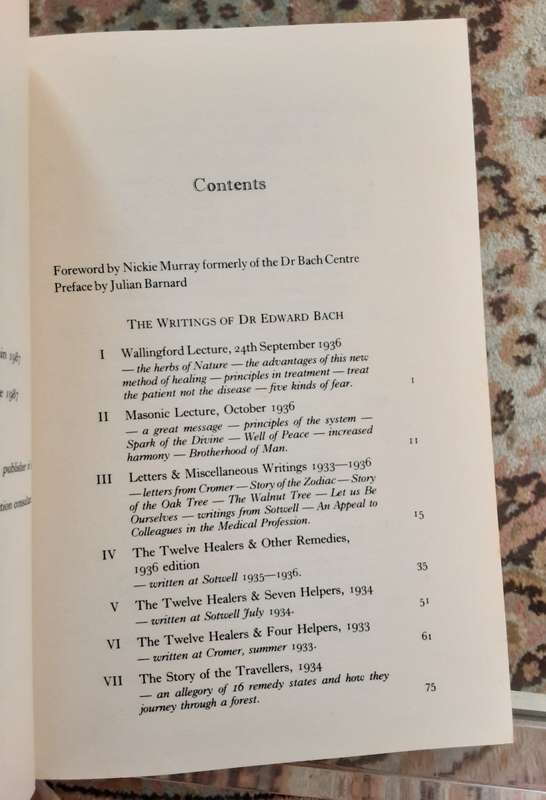 Contents
Foreword by Nickie Murray formerly of the Dr Bach Centre
Preface by Julian Barnard
THE WRITINGS OF DR EDWARD BACH
I Wallingford Lecture, 24th September 1936
— the herbs of Nature — the advantages of this new
method of healing — principles in treatment — treat
the patient not the disease — five kinds of fear. 1
II Masonic Lecture, October 1936
— a great message — principles of the system —
Spark of the Divine — Well of Peace — increased
harmony — Brotherhood of Man. 11
III Letters & Miscellaneous Writings 1933—1936
— letters from Cromer — Story of the Zodiac — Story
of the Oak Tree — The Walnut Tree — Let us Be
Ourselves — writings from Sotwell — An Appeal to
Colleagues in the Medical Profession. 15
IV The Twelve Healers & Other Remedies,
1936 edition
— written at Sotwell 1935—1936. 35
V The Twelve Healers & Seven Helpers, 1934
— written at Sotwell July 1934. 51
VI The Twelve Healers & Four Helpers, 1933
— written at Cromer, summer 1933. 61
VII The Story of the Travellers, 1934
— an allegory of 16 remedy states and how they
journey through a forest. 75
in 1987
1987
publisher